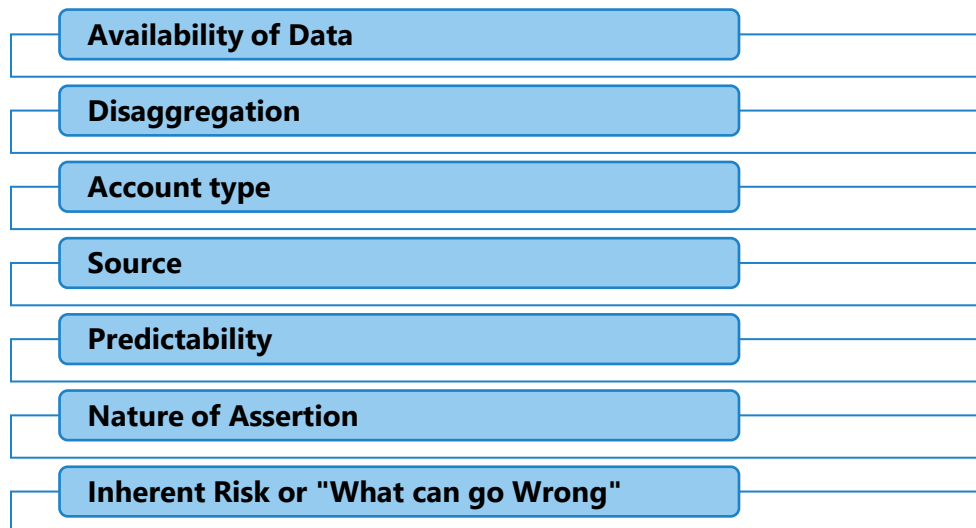 Availability of Data
Disaggregation
Account type
Source
Predictability
Nature of Assertion
Inherent Risk or "What can go Wrong"